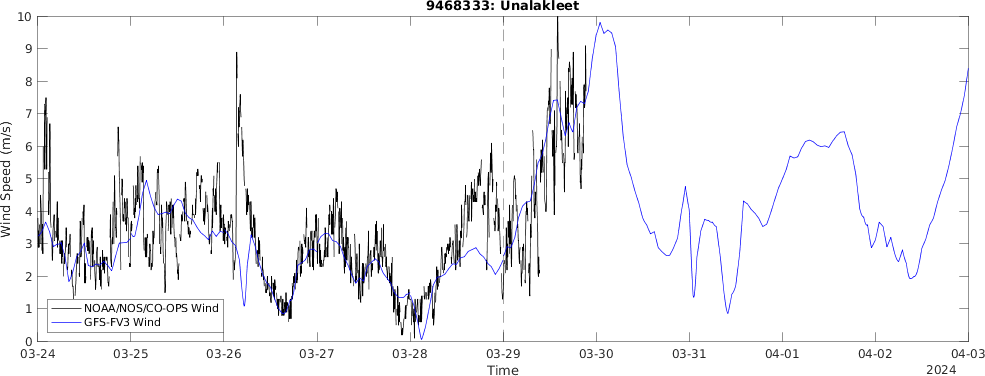 9468333: Unalakleet
Wind Speed (m/s)
10
9
8
7
6
5
4
3
2
1
0
NOAA/NOS/CO-OPS Wind
GFS-FV3 Wind
03-24 03-25 03-26 03-27 03-28 03-29 03-30 03-31 04-01 04-02 04-03
Time
2024